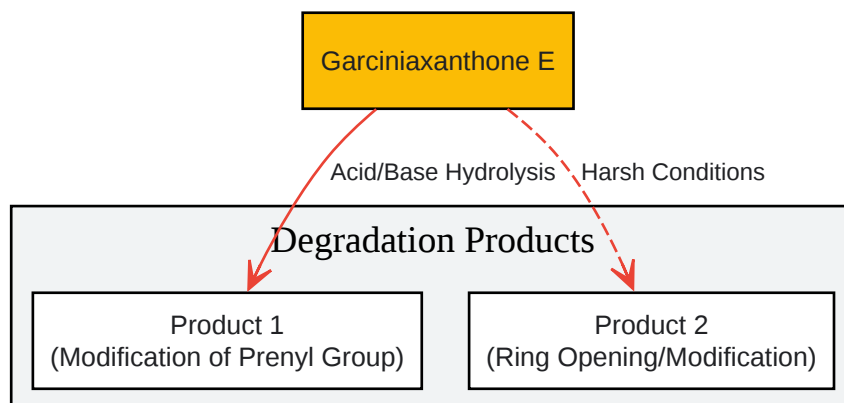 Garciniaxanthone E
Acid/Base Hydrolysis
Harsh Conditions
Degradation Products
Product 1
(Modification of Prenyl Group)
Product 2
(Ring Opening/Modification)